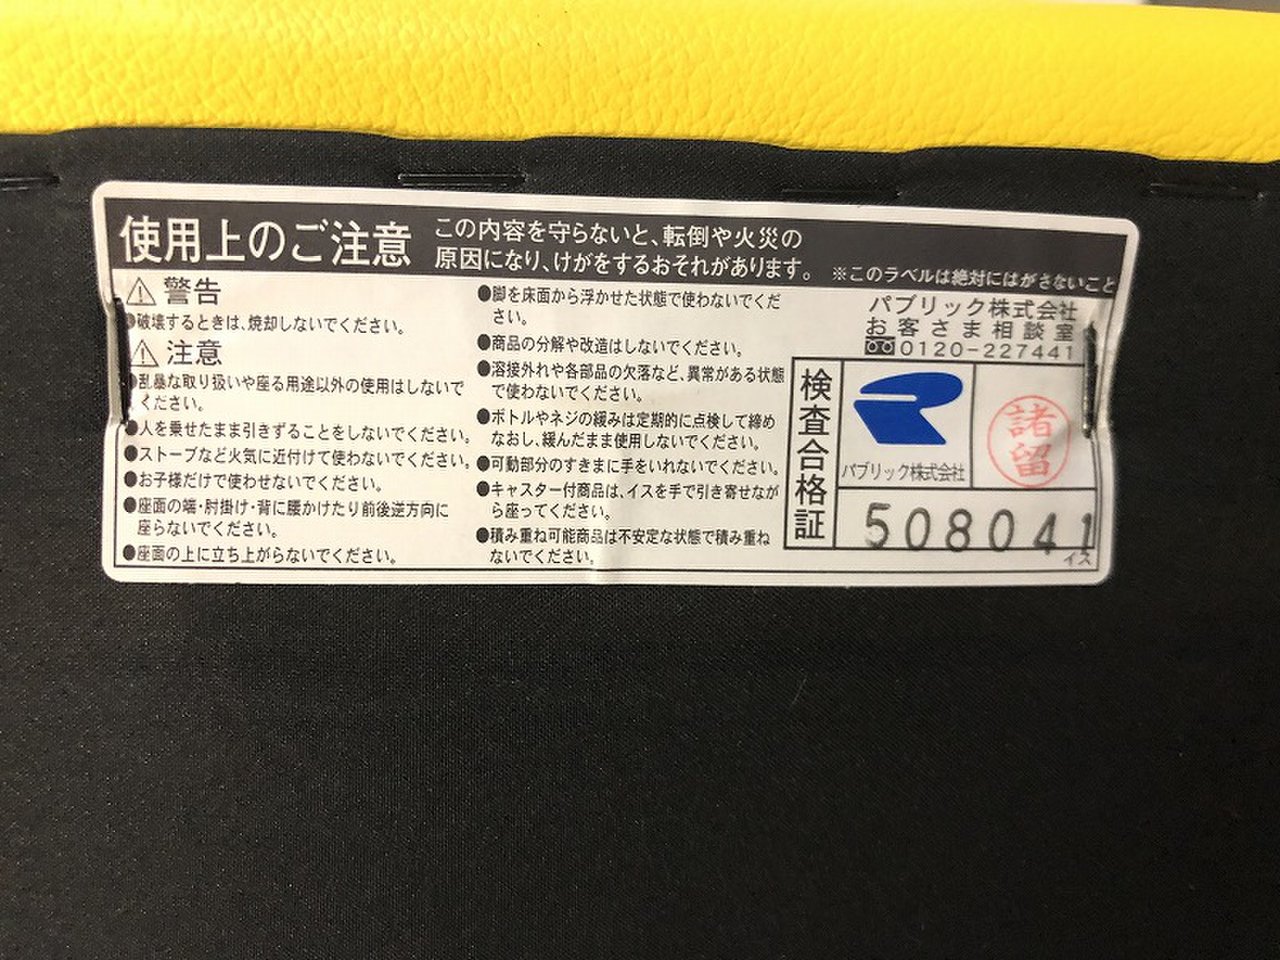 使用上のご注意
この内容を守らないと、転倒や火災の
原因になり、けがをするおそれがあります。
※このラベルは絶対にはがさないこと
警告
●破壊するときは、焼却しないでください。
注意
●乱暴な取り扱いや座る用途以外の使用はしないで
ください。
●人を乗せたまま引きずることをしないでください。
●ストーブなど火気に近付けて使わないでください。
●お子様だけで使わせないでください。
●座面の端・肘掛け・背に腰かけたり前後逆方向に
座らないでください。
●座面の上に立ち上がらないでください。
●脚を床面から浮かせた状態で使わないでくだ
さい。
●商品の分解や改造はしないでください。
●溶接外れや各部品の欠落など、異常がある状態
で使わないでください。
●ボトルやネジの緩みは定期的に点検して締め
なおし、緩んだまま使用しないでください。
●可動部分のすきまに手をいれないでください。
●キャスター付商品は、イスを手で引き寄せなが
ら座ってください。
●積み重ね可能商品は不安定な状態で積み重ね
ないでください。
パブリック株式会社
お客さま相談室
0120-227441
検査合格証
パブリック株式会社
諸留
508041
イス